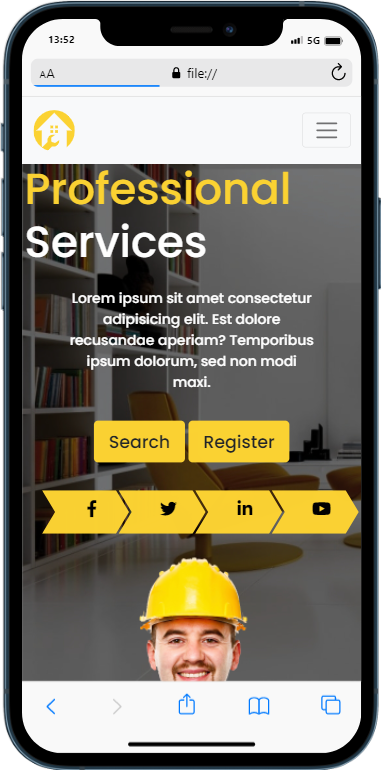 13:52
5G
AA
file://
Professional
Services
Lorem ipsum sit amet consectetur
adipisicing elit. Est dolore
recusandae aperiam? Temporibus
ipsum dolorum, sed non modi
maxi.
Search Register